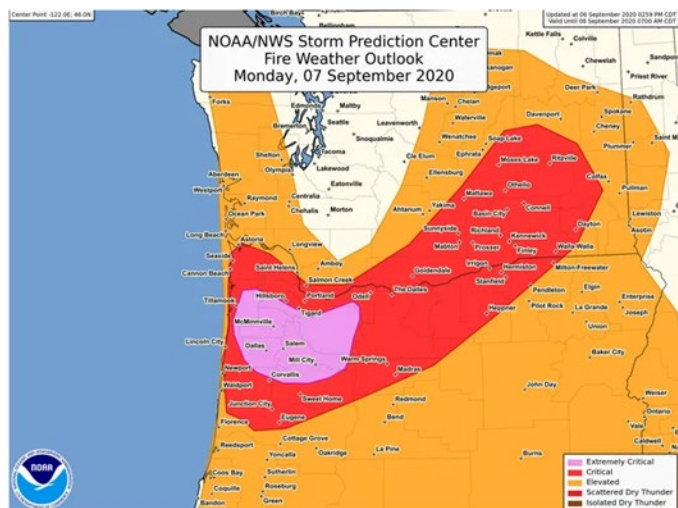 Center Point -122.0E; 46.0N
Updated at 06 September 2020 0259 PM CDT
Valid Until 08 September 2020 0700 AM CDT
NOAA/NWS Storm Prediction Center
Fire Weather Outlook
Monday, 07 September 2020
Bellingham
Kettle Falls
Colville
Chewelah
Sandpoint
Priest River
Forks
Edmonds
Maltby
Seattle
Bremerton
Snoqualmie
Leavenworth
Manson
Chelan
Waterville
Wenatchee
Ephrata
Soap Lake
Deer Park
Rathdrum
Spokane
Davenport
Cheney
Plummer
Shelton
Tacoma
Lakewood
Olympia
Eatonville
Cle Elum
Ellensburg
Moses Lake
Ritzville
Colfax
Aberdeen
Westport
Raymond
Centralia
Chehalis
Morton
Ahtanum
Yakima
Mattawa
Othello
Connell
Pullman
Lewiston
Ocean Park
Long Beach
Astoria
Longview
Sunnyside
Mabton
Basin City
Richland
Prosser
Kennewick
Finley
Dayton
Asotin
Seaside
Cannon Beach
Saint Helens
Amboy
Salmon Creek
Goldendale
Irrigon
Hermiston
Stanfield
Walla Walla
Milton-Freewater
Tillamook
Hillsboro
Portland
Odell
The Dalles
Tigard
Heppner
Pendleton
Pilot Rock
Elgin
La Grande
Enterprise
Joseph
Union
McMinnville
Lincoln City
Dallas
Salem
Mill City
Warm Springs
Madras
Baker City
Newport
Waldport
Corvallis
Sweet Home
Junction City
Eugene
Redmond
Bend
John Day
Weiser
Ontario
Vale
Caldwell
Florence
Reedsport
Cottage Grove
Yoncalla
Oakridge
La Pine
Burns
Coos Bay
Sutherlin
Coquille
Roseburg
Bandon
Green
NOAA
Extremely Critical
Critical
Elevated
Scattered Dry Thunder
Isolated Dry Thunder